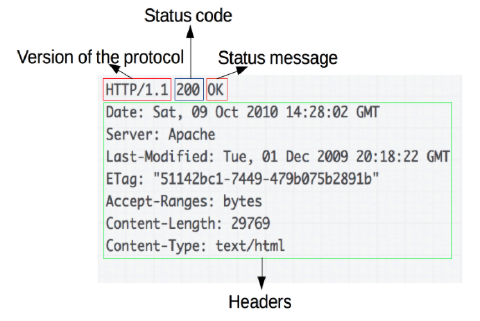 Status code
Version of the protocol Status message
HTTP/1.1 200 OK
Date: Sat, 09 Oct 2010 14:28:02 GMT
Server: Apache
Last-Modified: Tue, 01 Dec 2009 20:18:22 GMT
ETag: "51142bc1-7449-479b075b2891b"
Accept-Ranges: bytes
Content-Length: 29769
Content-Type: text/html
Headers